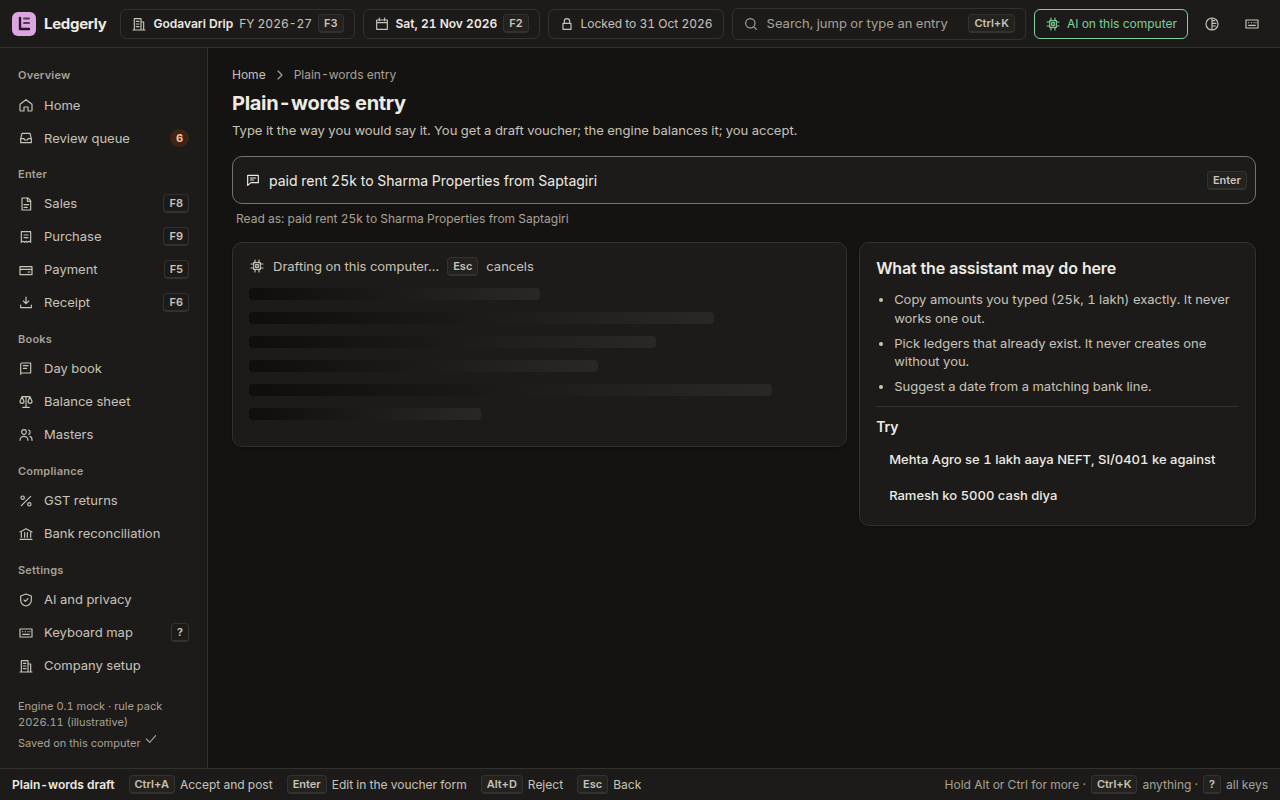 Ledgerly
Godavari Drip FY 2026-27 F3
Sat, 21 Nov 2026 F2
Locked to 31 Oct 2026
Search, jump or type an entry Ctrl+K
AI on this computer
Overview
Home
Review queue 6
Enter
Sales F8
Purchase F9
Payment F5
Receipt F6
Books
Day book
Balance sheet
Masters
Compliance
GST returns
Bank reconciliation
Settings
AI and privacy
Keyboard map ?
Company setup
Engine 0.1 mock · rule pack
2026.11 (illustrative)
Saved on this computer
Home > Plain-words entry
Plain-words entry
Type it the way you would say it. You get a draft voucher; the engine balances it; you accept.
paid rent 25k to Sharma Properties from Saptagiri Enter
Read as: paid rent 25k to Sharma Properties from Saptagiri
Drafting on this computer... Esc cancels
What the assistant may do here
• Copy amounts you typed (25k, 1 lakh) exactly. It never
works one out.
• Pick ledgers that already exist. It never creates one
without you.
• Suggest a date from a matching bank line.
Try
Mehta Agro se 1 lakh aaya NEFT, SI/0401 ke against
Ramesh ko 5000 cash diya
Plain-words draft Ctrl+A Accept and post Enter Edit in the voucher form Alt+D Reject Esc Back
Hold Alt or Ctrl for more · Ctrl+K anything · ? all keys